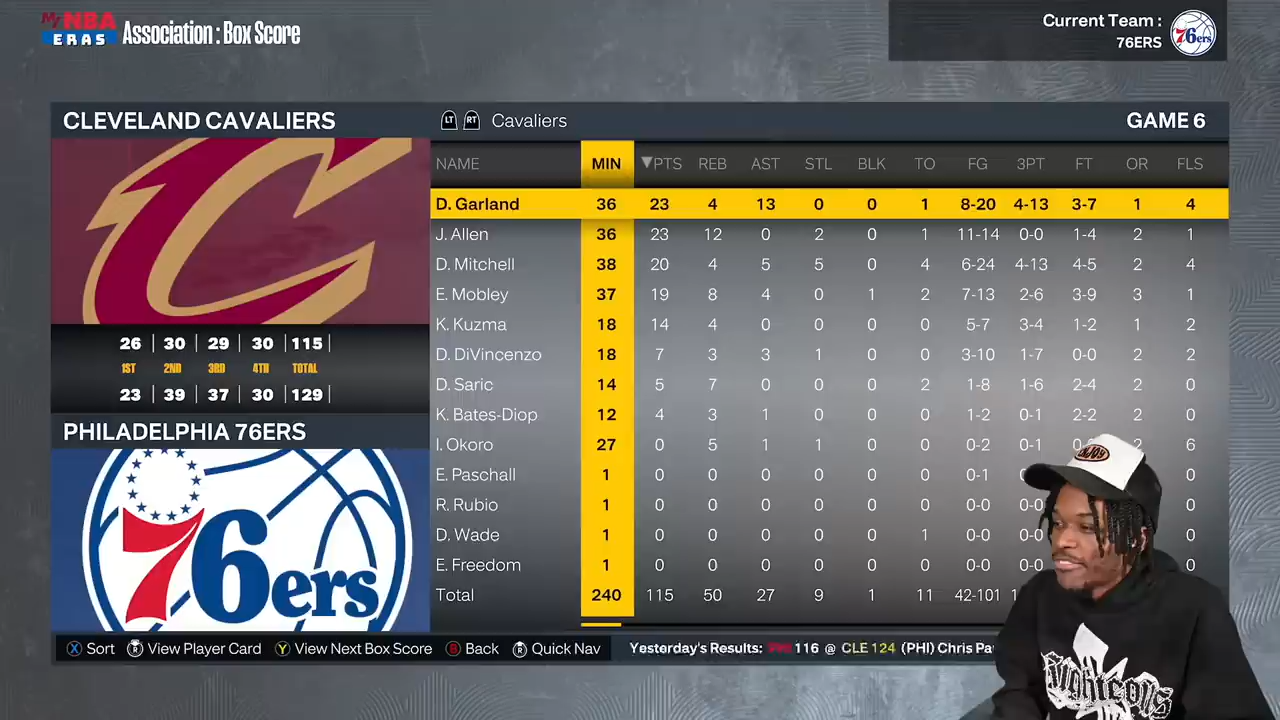 My NBA
ERAS
Association : Box Score
Current Team :
76ERS
76ers
CLEVELAND CAVALIERS
LT RT Cavaliers
GAME 6
NAME MIN ▼PTS REB AST STL BLK TO FG 3PT FT OR FLS
D. Garland 36 23 4 13 0 0 1 8-20 4-13 3-7 1 4
J. Allen 36 23 12 0 2 0 1 11-14 0-0 1-4 2 1
D. Mitchell 38 20 4 5 5 0 4 6-24 4-13 4-5 2 4
E. Mobley 37 19 8 4 0 1 2 7-13 2-6 3-9 3 1
K. Kuzma 18 14 4 0 0 0 0 5-7 3-4 1-2 1 2
D. DiVincenzo 18 7 3 3 1 0 0 3-10 1-7 0-0 2 2
D. Saric 14 5 7 0 0 0 2 1-8 1-6 2-4 2 0
K. Bates-Diop 12 4 3 1 0 0 0 1-2 0-1 2-2 2 0
I. Okoro 27 0 5 1 1 0 0 0-2 0-1 2 6
E. Paschall 1 0 0 0 0 0 0 0-1 0
R. Rubio 1 0 0 0 0 0 0 0-0 0
D. Wade 1 0 0 0 0 0 1 0-0 0
E. Freedom 1 0 0 0 0 0 0 0-0 0
Total 240 115 50 27 9 1 11 42-101
26 30 29 30 115
1ST 2ND 3RD 4TH TOTAL
23 39 37 30 129
PHILADELPHIA 76ERS
76ers
X Sort R View Player Card Y View Next Box Score B Back R Quick Nav
Yesterday's Results: 116 @ CLE 124 (PHI) Chris
ENJOY
Righteous